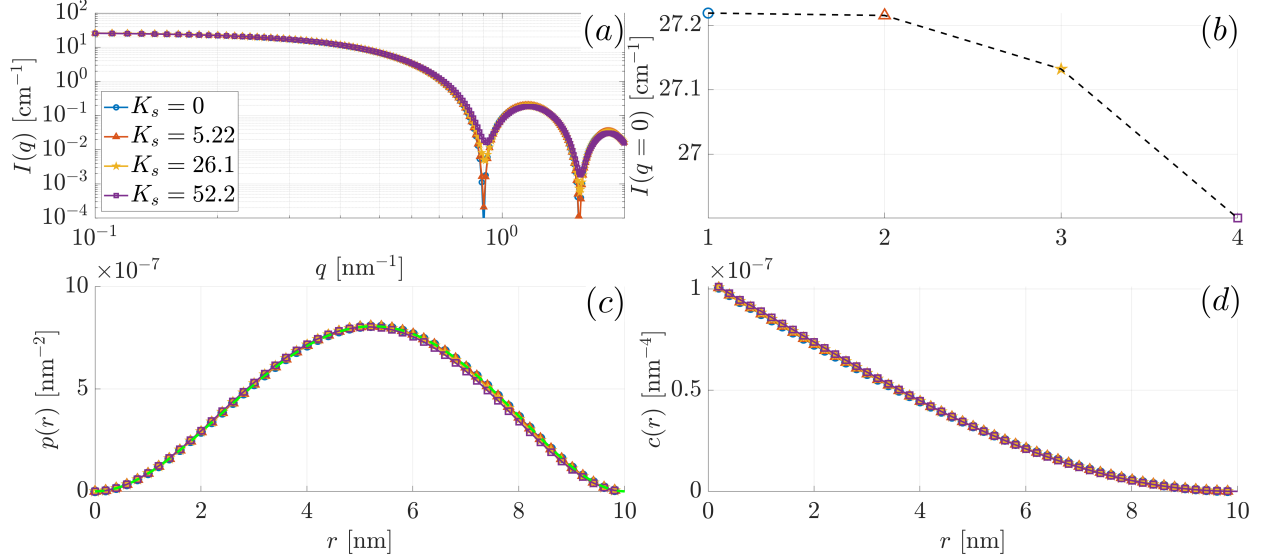 10^2
10^1
10^0
10^{-1}
10^{-2}
10^{-3}
10^{-4}
I(q) [cm^{-1}]
(a)
K_s = 0
K_s = 5.22
K_s = 26.1
K_s = 52.2
10^{-1}
10^0
q [nm^{-1}]
27.2
27.1
27
I(q = 0) [cm^{-1}]
(b)
1
2
3
4
×10^{-7}
10
5
0
p(r) [nm^{-2}]
(c)
0
2
4
6
8
10
r [nm]
×10^{-7}
1
0.5
0
c(r) [nm^{-4}]
(d)
0
2
4
6
8
10
r [nm]